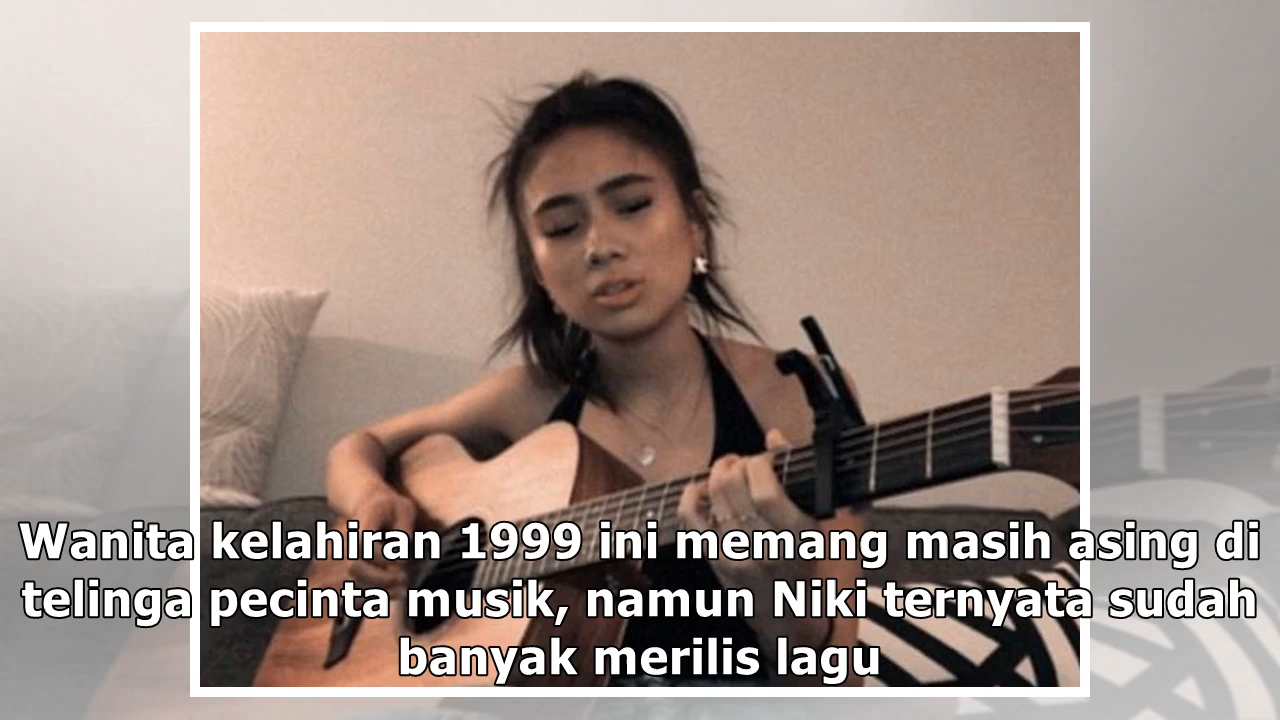 Wanita kelahiran 1999 ini memang masih asing di
telinga pecinta musik, namun Niki ternyata sudah
banyak merilis lagu